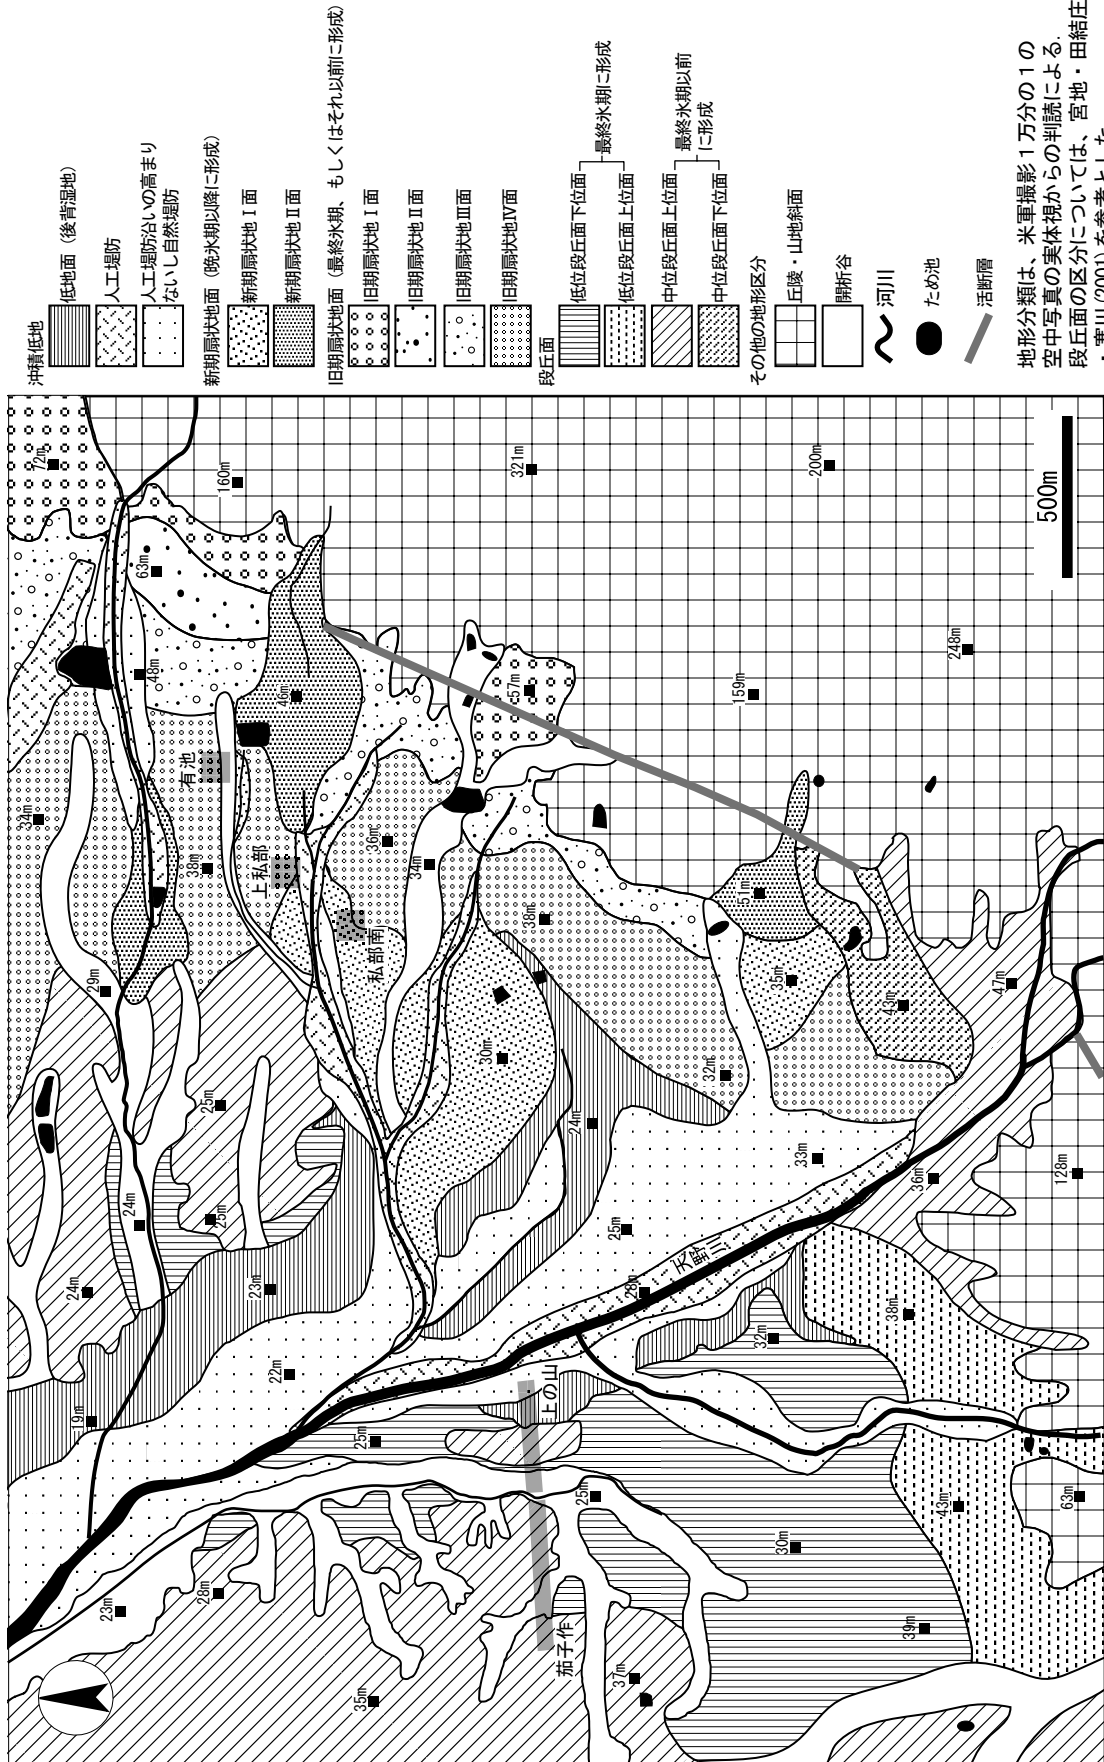 沖積低地
低地面（後背湿地）
人工堤防
人工堤防沿いの高まり
ないし自然堤防
新期扇状地面（晩氷期以降に形成）
新期扇状地Ⅰ面
新期扇状地Ⅱ面
旧期扇状地面（最終氷期、もしくはそれ以前に形成）
旧期扇状地Ⅰ面
旧期扇状地Ⅱ面
旧期扇状地Ⅲ面
旧期扇状地Ⅳ面
段丘面
低位段丘面下位面
低位段丘面上位面
最終氷期に形成
中位段丘面上位面
中位段丘面下位面
最終氷期以前
に形成
その他の地形区分
丘陵・山地斜面
開析谷
河川
ため池
活断層
地形分類は、米軍撮影１万分の１の
空中写真の実体視からの判読による.
段丘面の区分については、宮地・田結庄
・寒川(2001)を参考とした
72m
160m
321m
200m
500m
63m
48m
46m
57m
159m
248m
34m
有池
38m
上私部
36m
34m
私部南
38m
51m
35m
29m
30m
43m
47m
25m
24m
32m
33m
36m
128m
24m
25m
25m
天野川
24m
23m
28m
38m
32m
19m
22m
25m
上の山
25m
43m
63m
23m
28m
30m
39m
茄子作
35m
37m